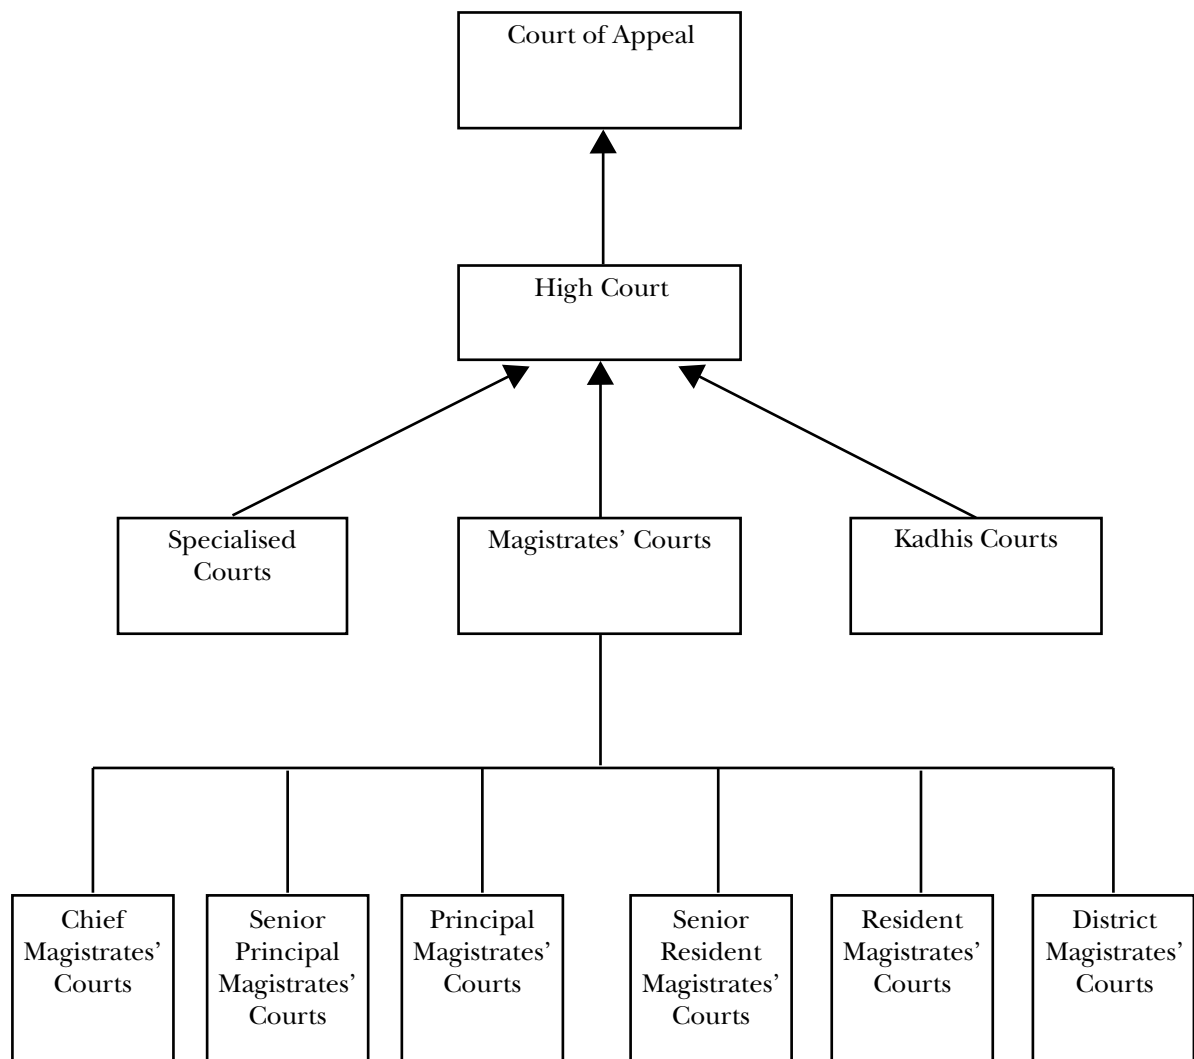 Court of Appeal
High Court
Specialised
Courts
Magistrates’ Courts
Kadhis Courts
Chief
Magistrates’
Courts
Senior
Principal
Magistrates’
Courts
Principal
Magistrates’
Courts
Senior
Resident
Magistrates’
Courts
Resident
Magistrates’
Courts
District
Magistrates’
Courts